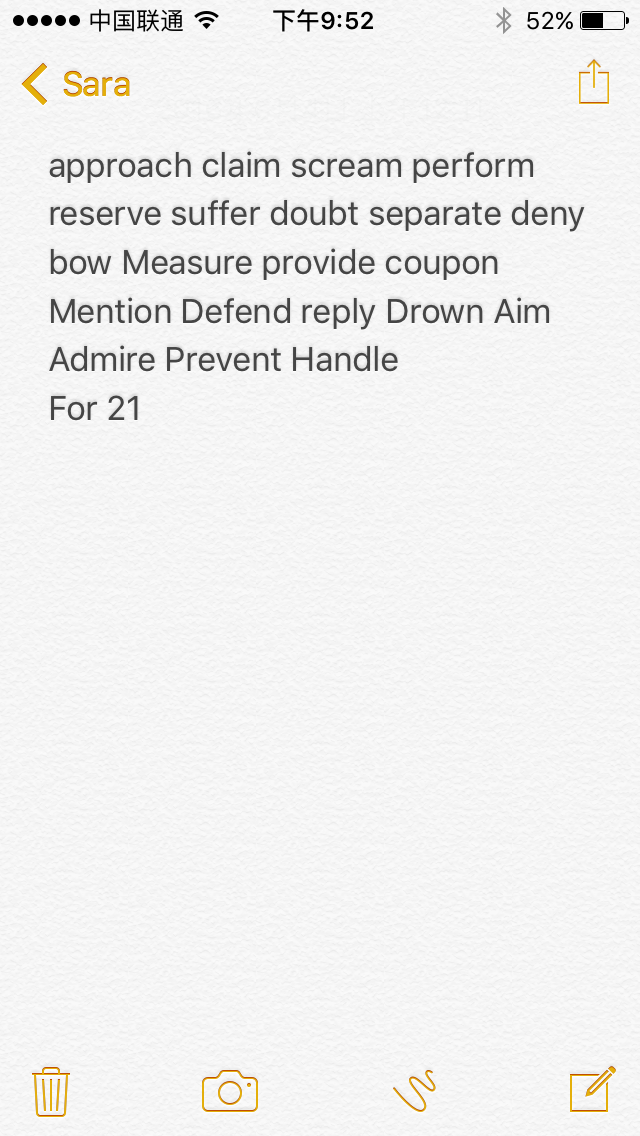 中国联通 下午9:52 52%
Sara
approach claim scream perform
reserve suffer doubt separate deny
bow Measure provide coupon
Mention Defend reply Drown Aim
Admire Prevent Handle
For 21